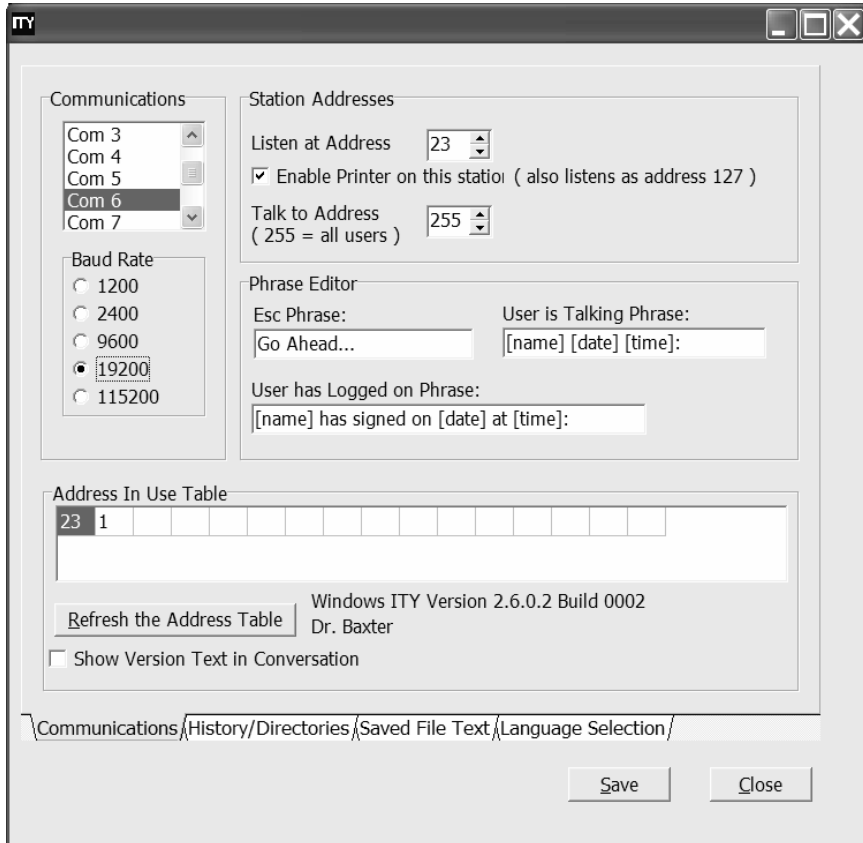 ITY
Communications
Com 3
Com 4
Com 5
Com 6
Com 7
Baud Rate
1200
2400
9600
19200
115200
Station Addresses
Listen at Address 23
Enable Printer on this station ( also listens as address 127 )
Talk to Address
( 255 = all users ) 255
Phrase Editor
Esc Phrase:
Go Ahead...
User is Talking Phrase:
[name] [date] [time]:
User has Logged on Phrase:
[name] has signed on [date] at [time]:
Address In Use Table
23 1
Refresh the Address Table
Windows ITY Version 2.6.0.2 Build 0002
Dr. Baxter
Show Version Text in Conversation
Communications History/Directories Saved File Text Language Selection
Save Close